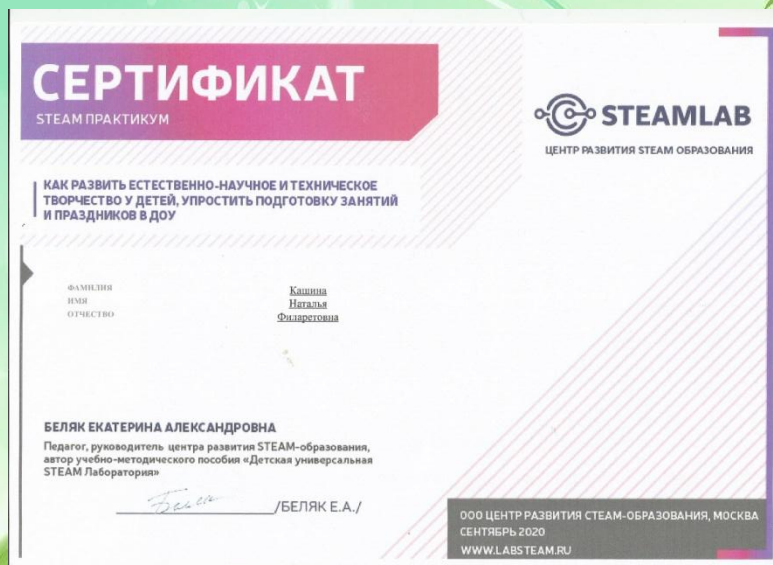 СЕРТИФИКАТ
STEAM ПРАКТИКУМ
STEAMLAB
ЦЕНТР РАЗВИТИЯ STEAM ОБРАЗОВАНИЯ
КАК РАЗВИТЬ ЕСТЕСТВЕННО-НАУЧНОЕ И ТЕХНИЧЕСКОЕ
ТВОРЧЕСТВО У ДЕТЕЙ, УПРОСТИТЬ ПОДГОТОВКУ ЗАНЯТИЙ
И ПРАЗДНИКОВ В ДОУ
ФАМИЛИЯ Кашина
ИМЯ Наталья
ОТЧЕСТВО Филаретовна
БЕЛЯК ЕКАТЕРИНА АЛЕКСАНДРОВНА
Педагог, руководитель центра развития STEAM-образования,
автор учебно-методического пособия «Детская универсальная
STEAM Лаборатория»
/БЕЛЯК Е.А./
ООО ЦЕНТР РАЗВИТИЯ СТЕАМ-ОБРАЗОВАНИЯ, МОСКВА
СЕНТЯБРЬ 2020
WWW.LABSTEAM.RU